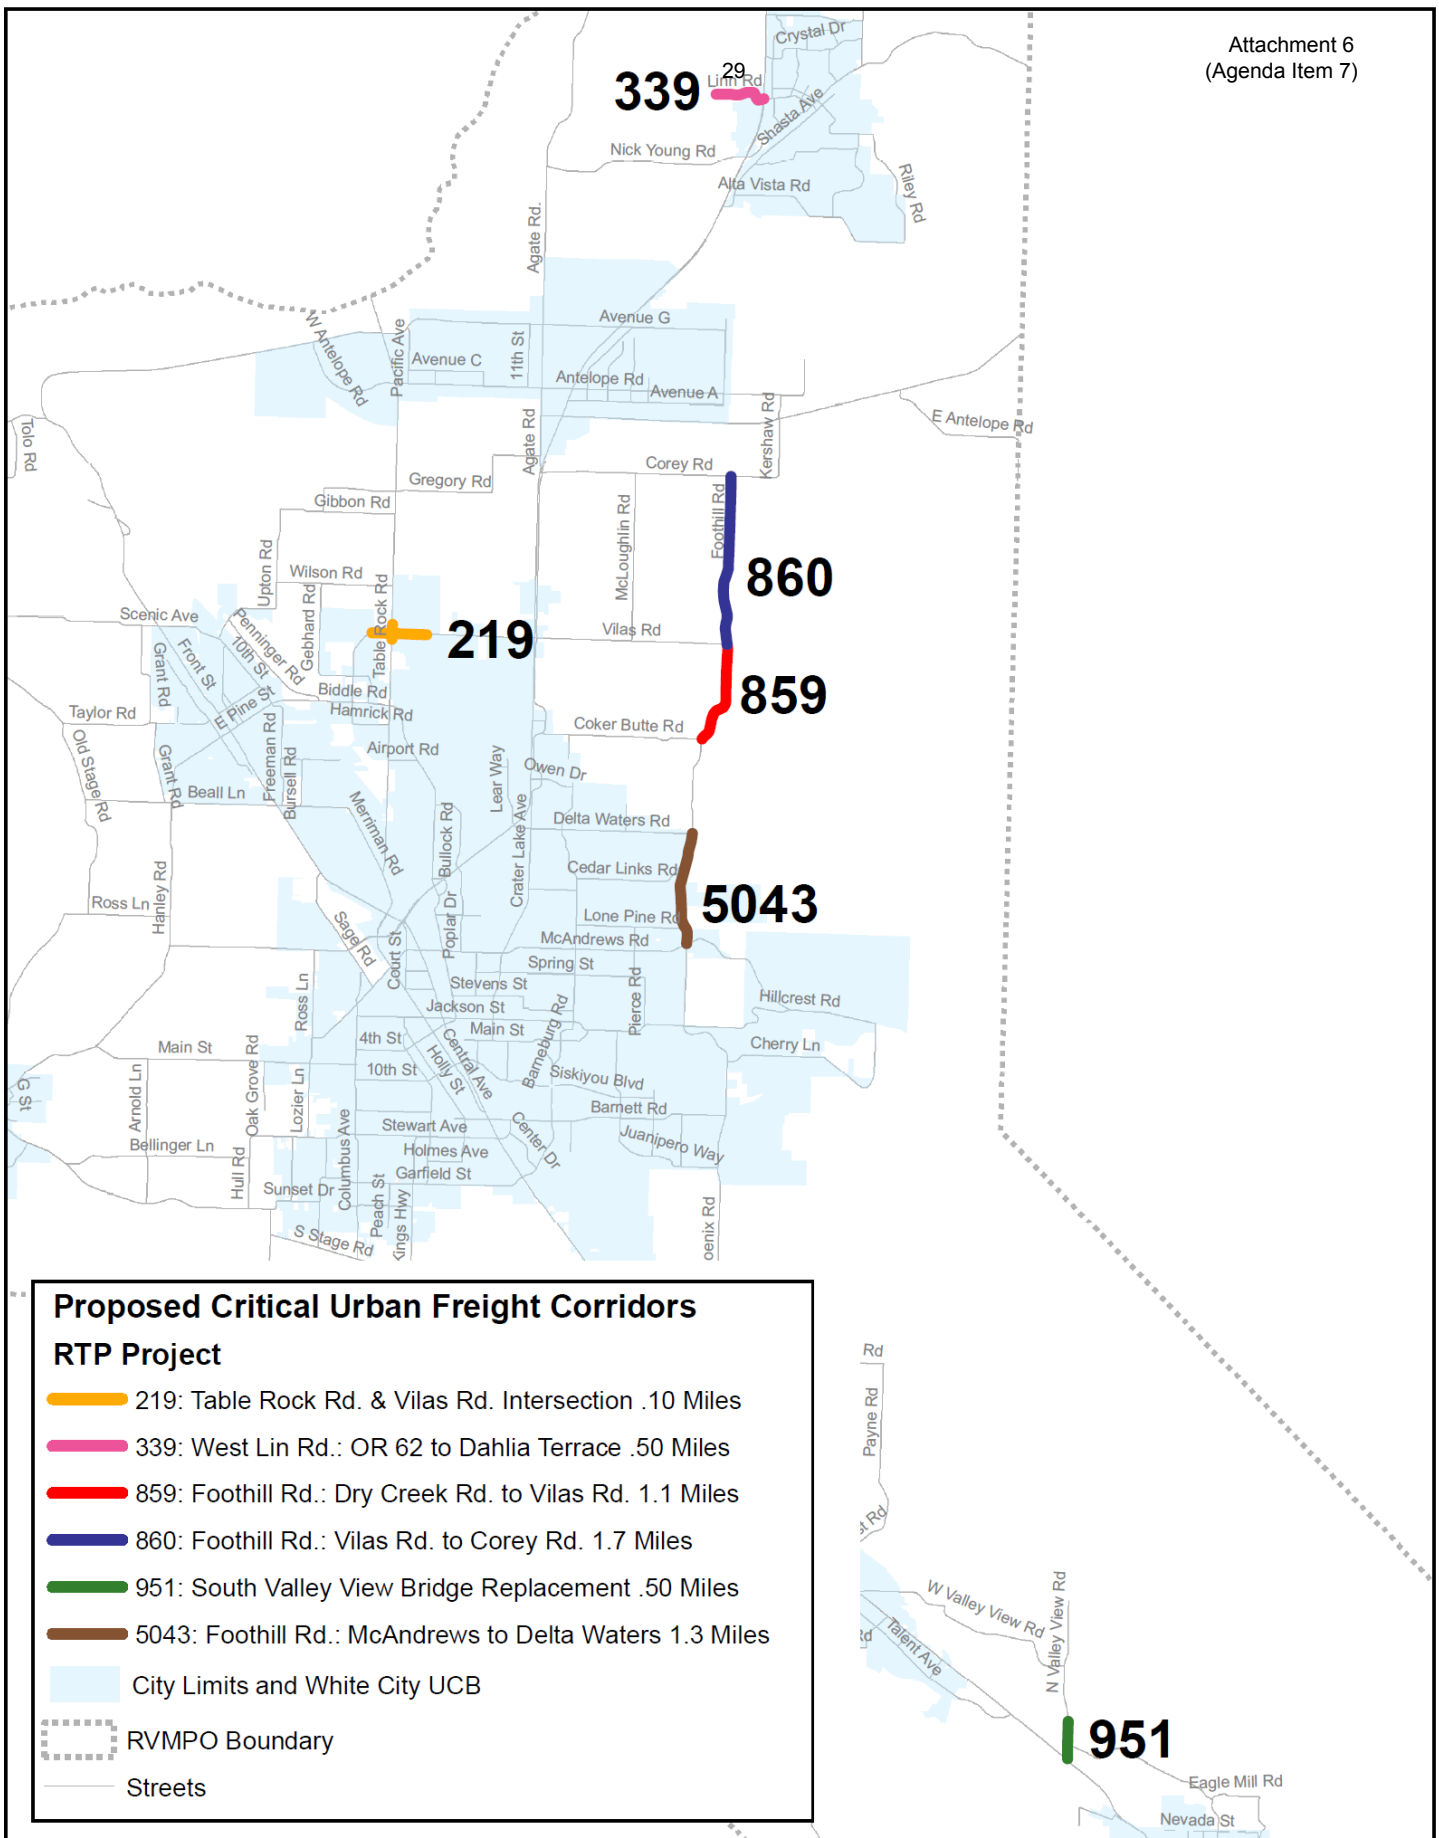 Attachment 6
(Agenda Item 7)
Crystal Dr
29
Linn Rd
339
Shasta Ave
Nick Young Rd
Alta Vista Rd
Riley Rd
Agate Rd.
Avenue G
W Antelope Rd
Pacific Ave
11th St
Avenue C
Antelope Rd
Avenue A
Kershaw Rd
E Antelope Rd
Tolo Rd
Agate Rd
Corey Rd
Gregory Rd
Gibbon Rd
McLoughlin Rd
Foothill Rd
860
Upton Rd
Wilson Rd
Gebhard Rd
Table Rock Rd
Scenic Ave
Penninger Rd
10th St
Front St
Grant Rd
219
Vilas Rd
859
Biddle Rd
Hamrick Rd
E Pine St
Taylor Rd
Coker Butte Rd
Old Stage Rd
Grant Rd
Freeman Rd
Bursell Rd
Airport Rd
Lear Way
Owen Dr
Beall Ln
Merriman Rd
Bullock Rd
Crater Lake Ave
Delta Waters Rd
Cedar Links Rd
5043
Hanley Rd
Ross Ln
Sage Rd
Court St
Poplar Dr
Lone Pine Rd
McAndrews Rd
Spring St
Pierce Rd
Stevens St
Ross Ln
Jackson St
Hillcrest Rd
Main St
4th St
Central Ave
Holly St
Barneburg Rd
Cherry Ln
Main St
Oak Grove Rd
10th St
Siskiyou Blvd
G St
Arnold Ln
Lozier Ln
Barnett Rd
Columbus Ave
Stewart Ave
Center Dr
Juanipero Way
Bellinger Ln
Holmes Ave
Hull Rd
Garfield St
Sunset Dr
Peach St
Kings Hwy
oenix Rd
S Stage Rd
Proposed Critical Urban Freight Corridors
RTP Project
219: Table Rock Rd. & Vilas Rd. Intersection .10 Miles
339: West Lin Rd.: OR 62 to Dahlia Terrace .50 Miles
859: Foothill Rd.: Dry Creek Rd. to Vilas Rd. 1.1 Miles
860: Foothill Rd.: Vilas Rd. to Corey Rd. 1.7 Miles
951: South Valley View Bridge Replacement .50 Miles
5043: Foothill Rd.: McAndrews to Delta Waters 1.3 Miles
City Limits and White City UCB
RVMPO Boundary
Streets
Rd
Payne Rd
st Rd
W Valley View Rd
N Valley View Rd
Rd
Talent Ave
951
Eagle Mill Rd
Nevada St